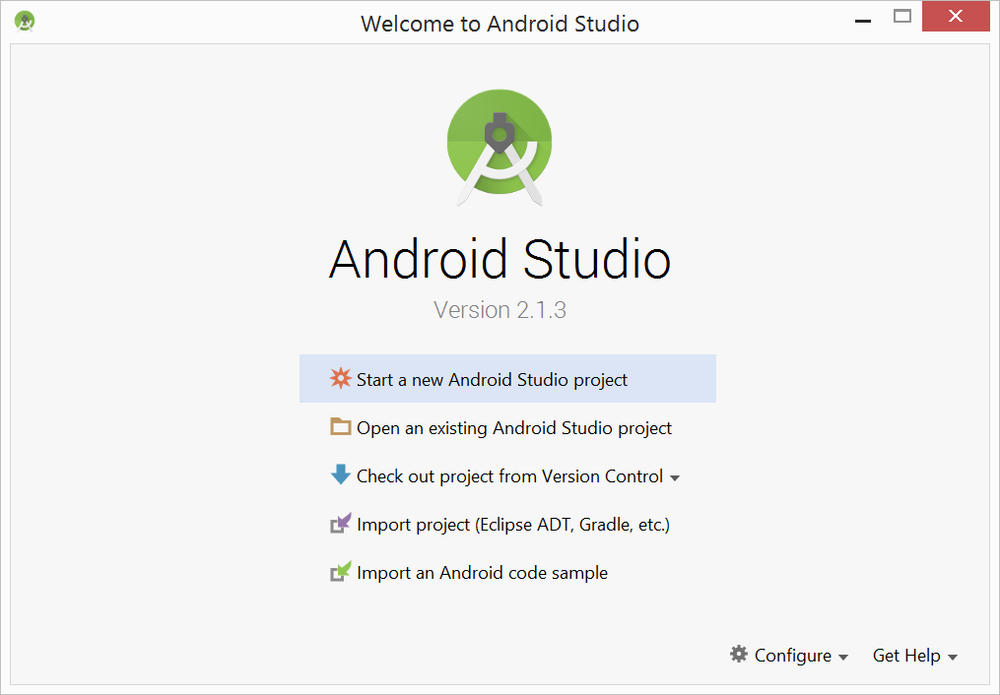 Welcome to Android Studio
Android Studio
Version 2.1.3
Start a new Android Studio project
Open an existing Android Studio project
Check out project from Version Control
Import project (Eclipse ADT, Gradle, etc.)
Import an Android code sample
Configure Get Help